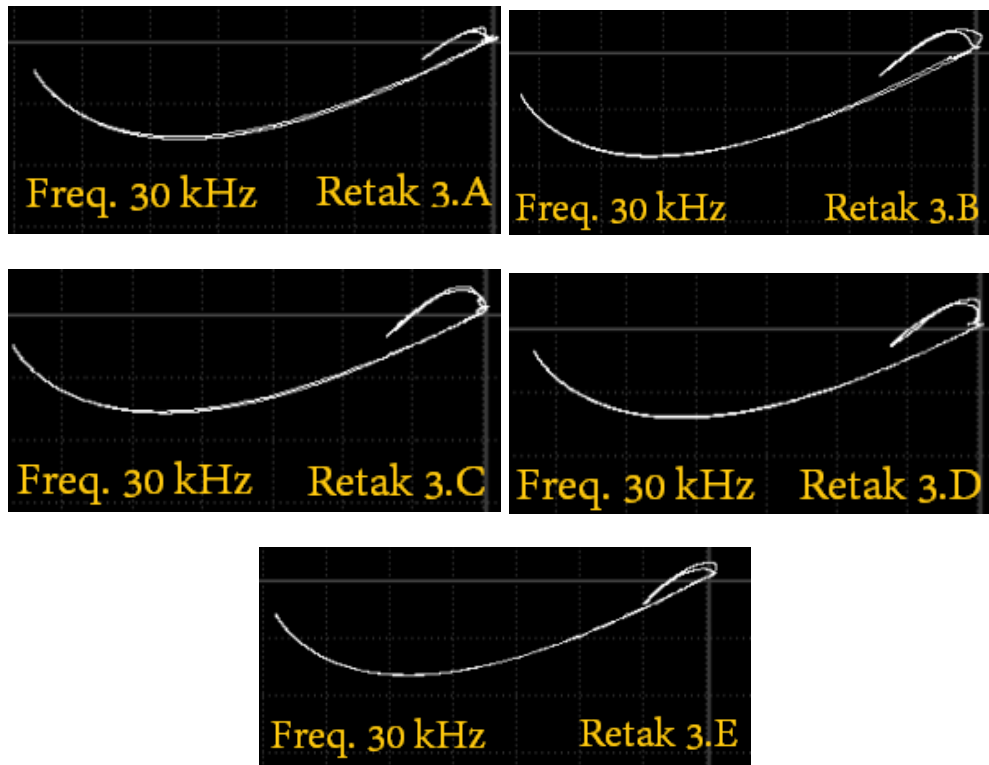 Freq. 30 kHz Retak 3.A
Freq. 30 kHz Retak 3.B
Freq. 30 kHz Retak 3.C
Freq. 30 kHz Retak 3.D
Freq. 30 kHz Retak 3.E